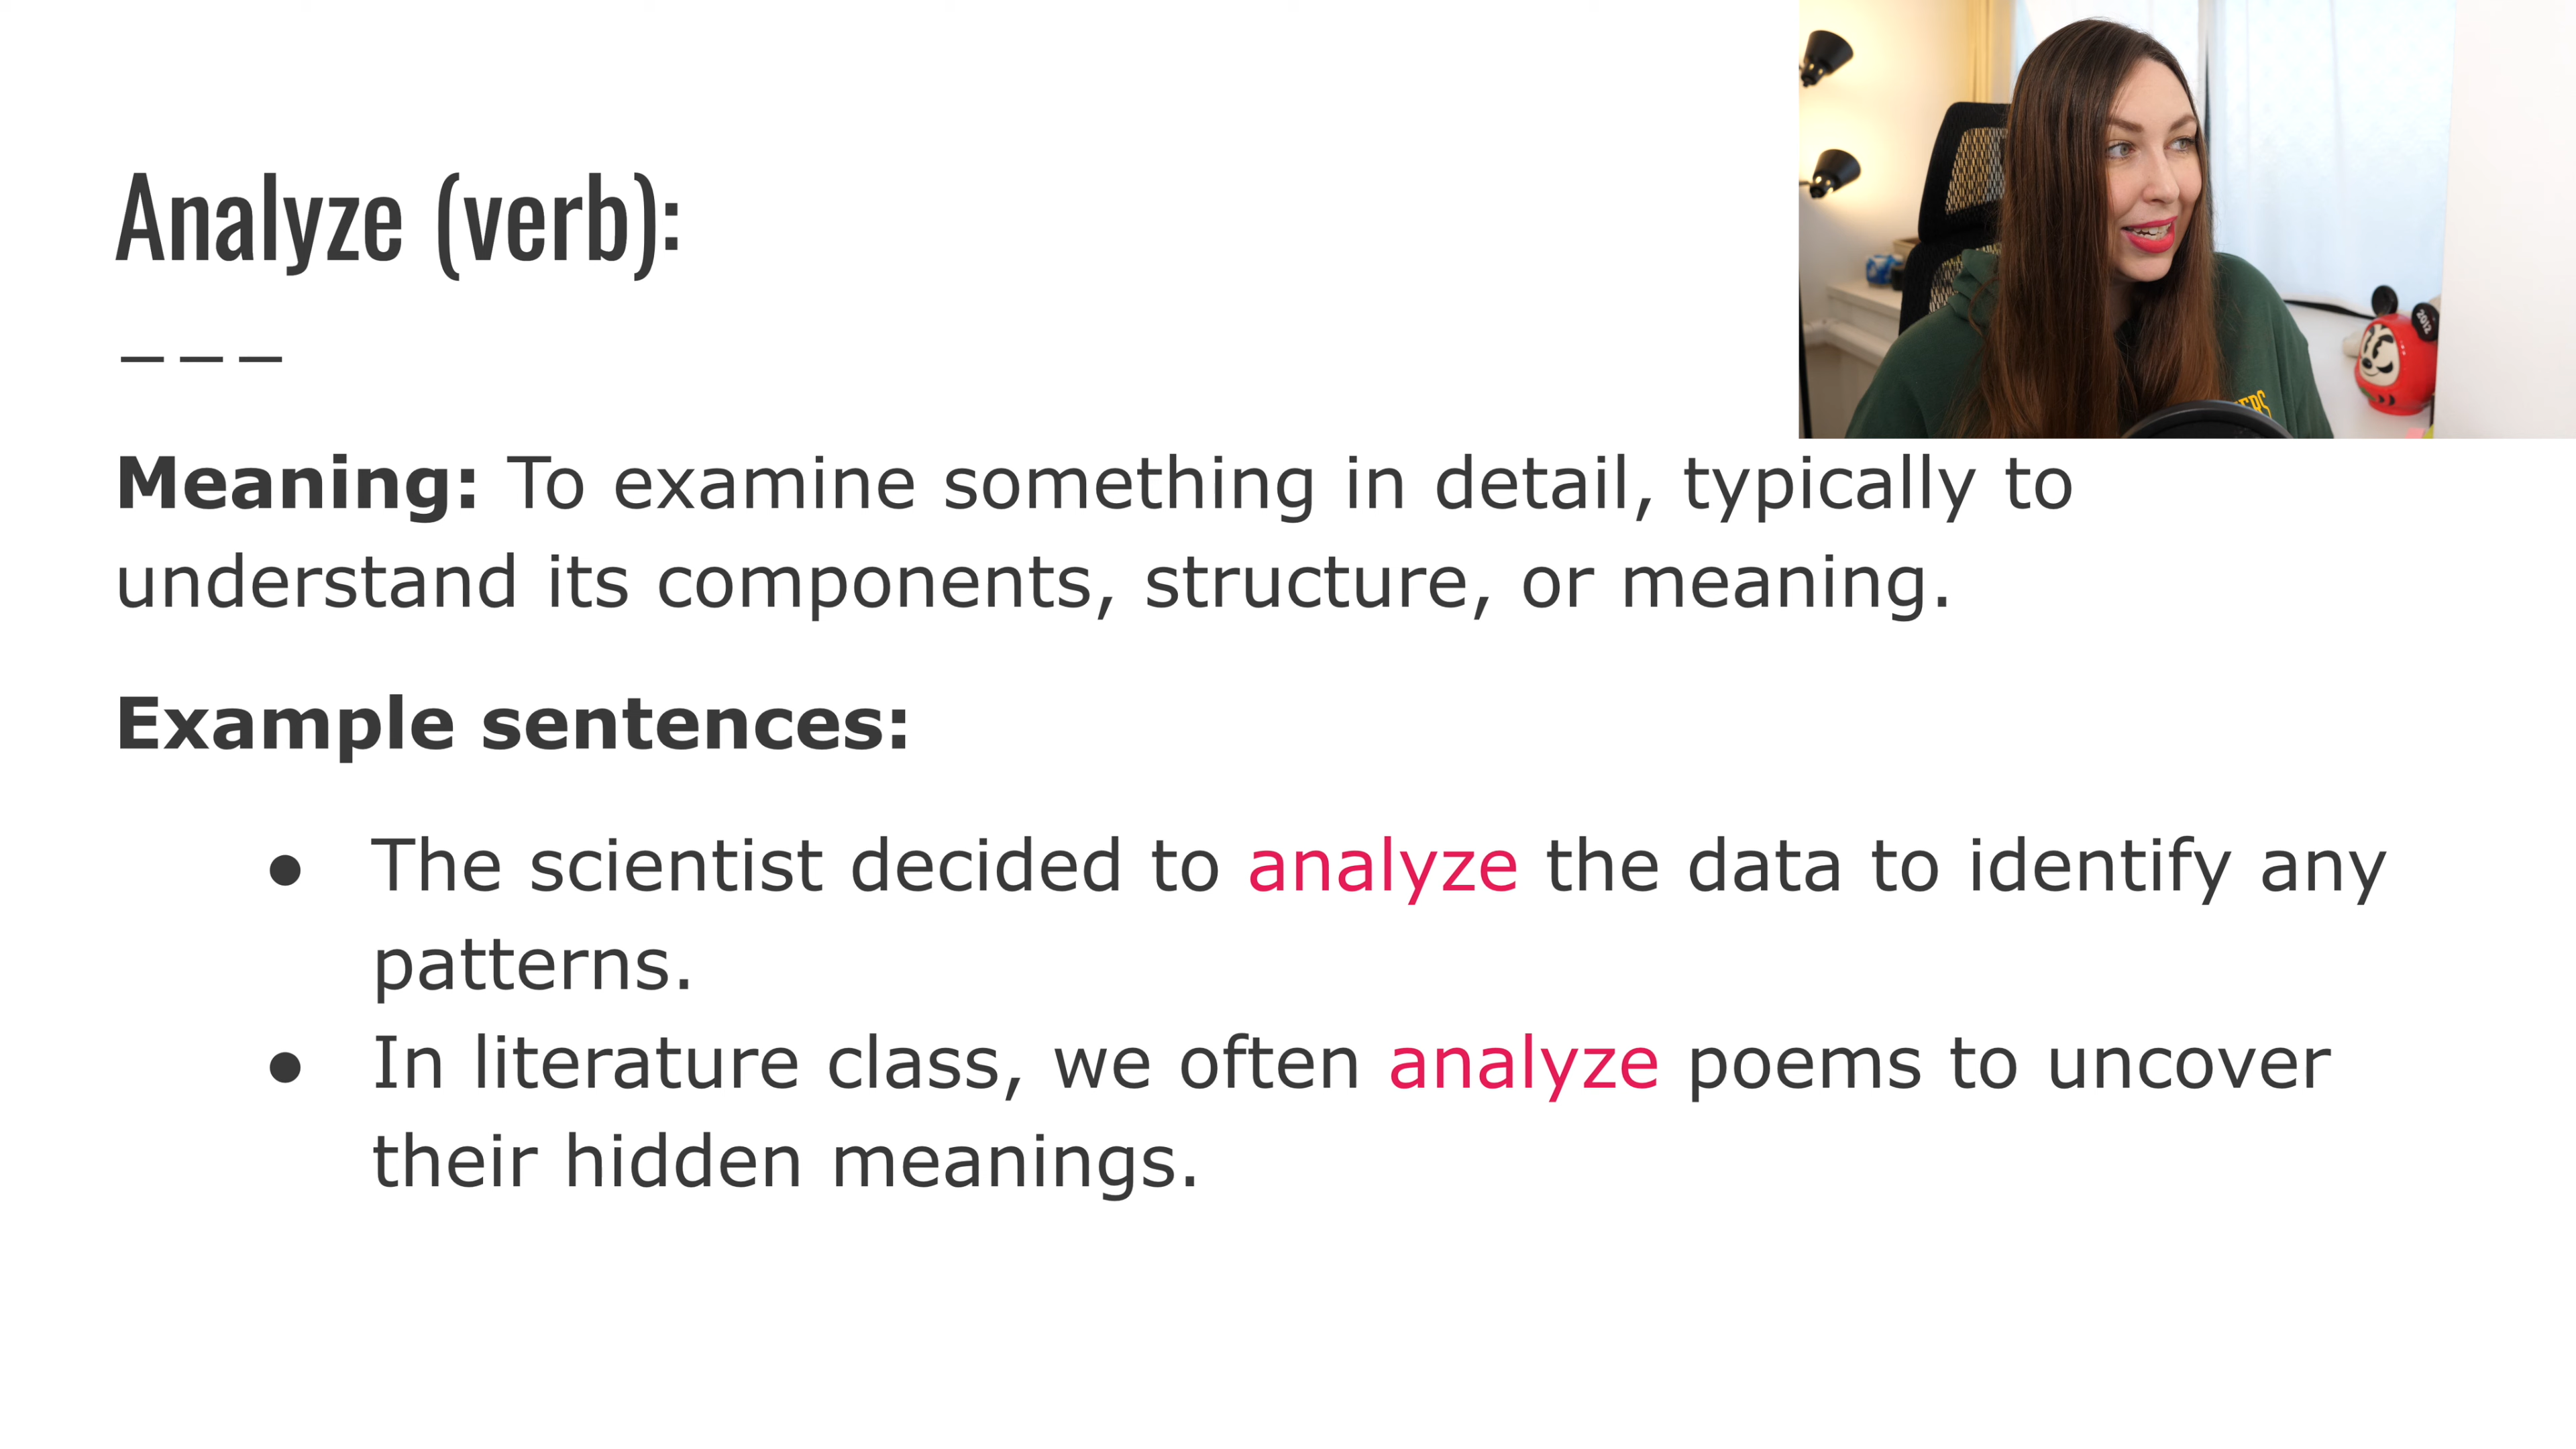 Analyze (verb):
Meaning: To examine something in detail, typically to
understand its components, structure, or meaning.
Example sentences:
● The scientist decided to analyze the data to identify any
patterns.
● In literature class, we often analyze poems to uncover
their hidden meanings.
2012